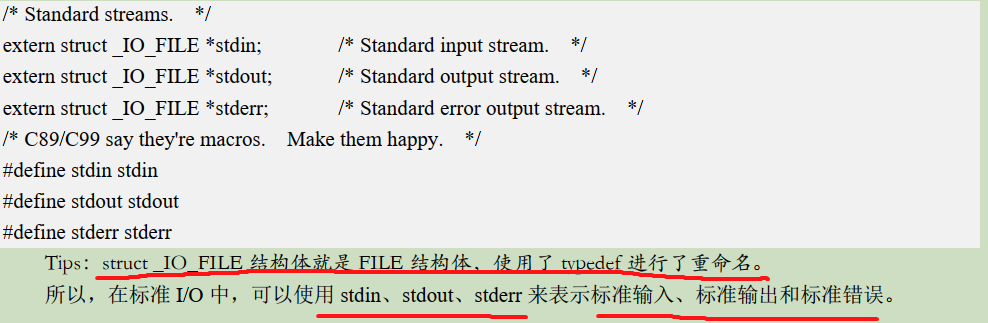 /* Standard streams. */
extern struct _IO_FILE *stdin; /* Standard input stream. */
extern struct _IO_FILE *stdout; /* Standard output stream. */
extern struct _IO_FILE *stderr; /* Standard error output stream. */
/* C89/C99 say they're macros. Make them happy. */
#define stdin stdin
#define stdout stdout
#define stderr stderr
Tips：struct _IO_FILE 结构体就是 FILE 结构体、使用了 typedef 进行了重命名。
所以，在标准 I/O 中，可以使用 stdin、stdout、stderr 来表示标准输入、标准输出和标准错误。